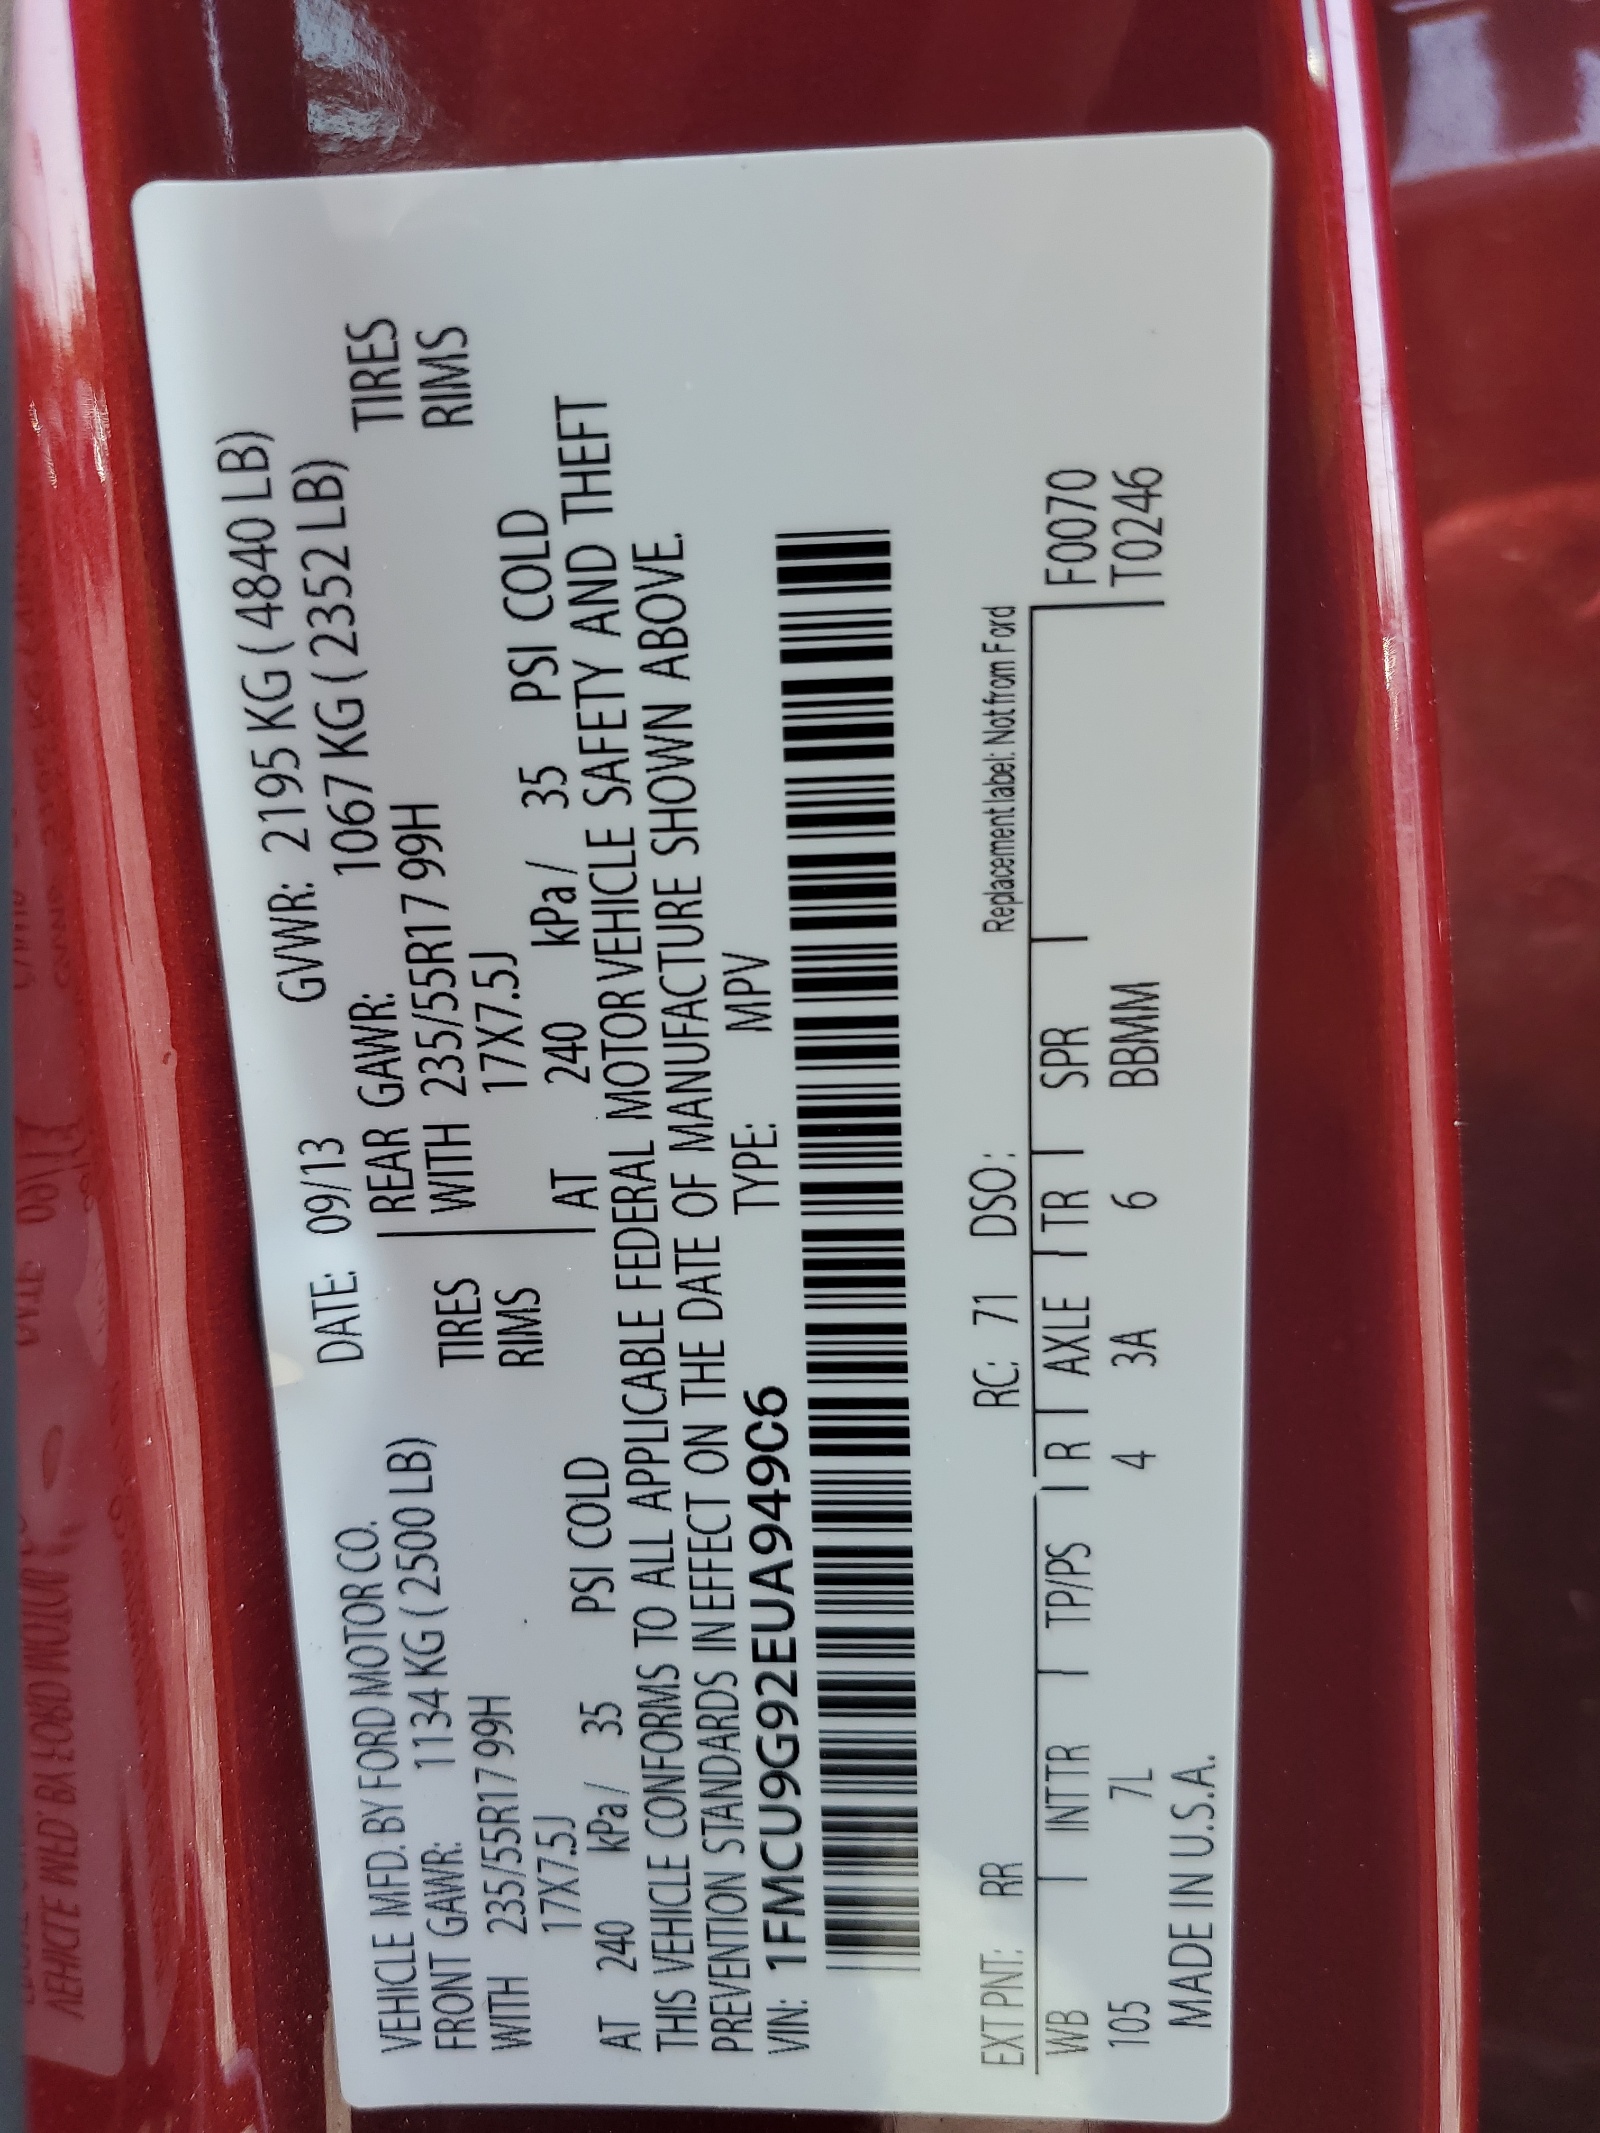 VEHICLE MFD. BY FORD MOTOR CO. DATE: 09/13 GVWR: 2195 KG ( 4840 LB)
FRONT GAWR: 1134 KG ( 2500 LB) REAR GAWR: 1067 KG ( 2352 LB)
WITH 235/55R17 99H TIRES WITH 235/55R17 99H TIRES
17X7.5J RIMS 17X7.5J RIMS
AT 240 kPa / 35 PSI COLD AT 240 kPa / 35 PSI COLD
THIS VEHICLE CONFORMS TO ALL APPLICABLE FEDERAL MOTOR VEHICLE SAFETY AND THEFT
PREVENTION STANDARDS IN EFFECT ON THE DATE OF MANUFACTURE SHOWN ABOVE.
VIN: 1FMCU9G92EUA949C6 TYPE: MPV
EXT PNT: RR RC: 71 DSO: Replacement label: Not from Ford
WB INT TR TP/PS R AXLE TR SPR F0070
105 7L 4 3A 6 BBMM T0246
MADE IN U.S.A.